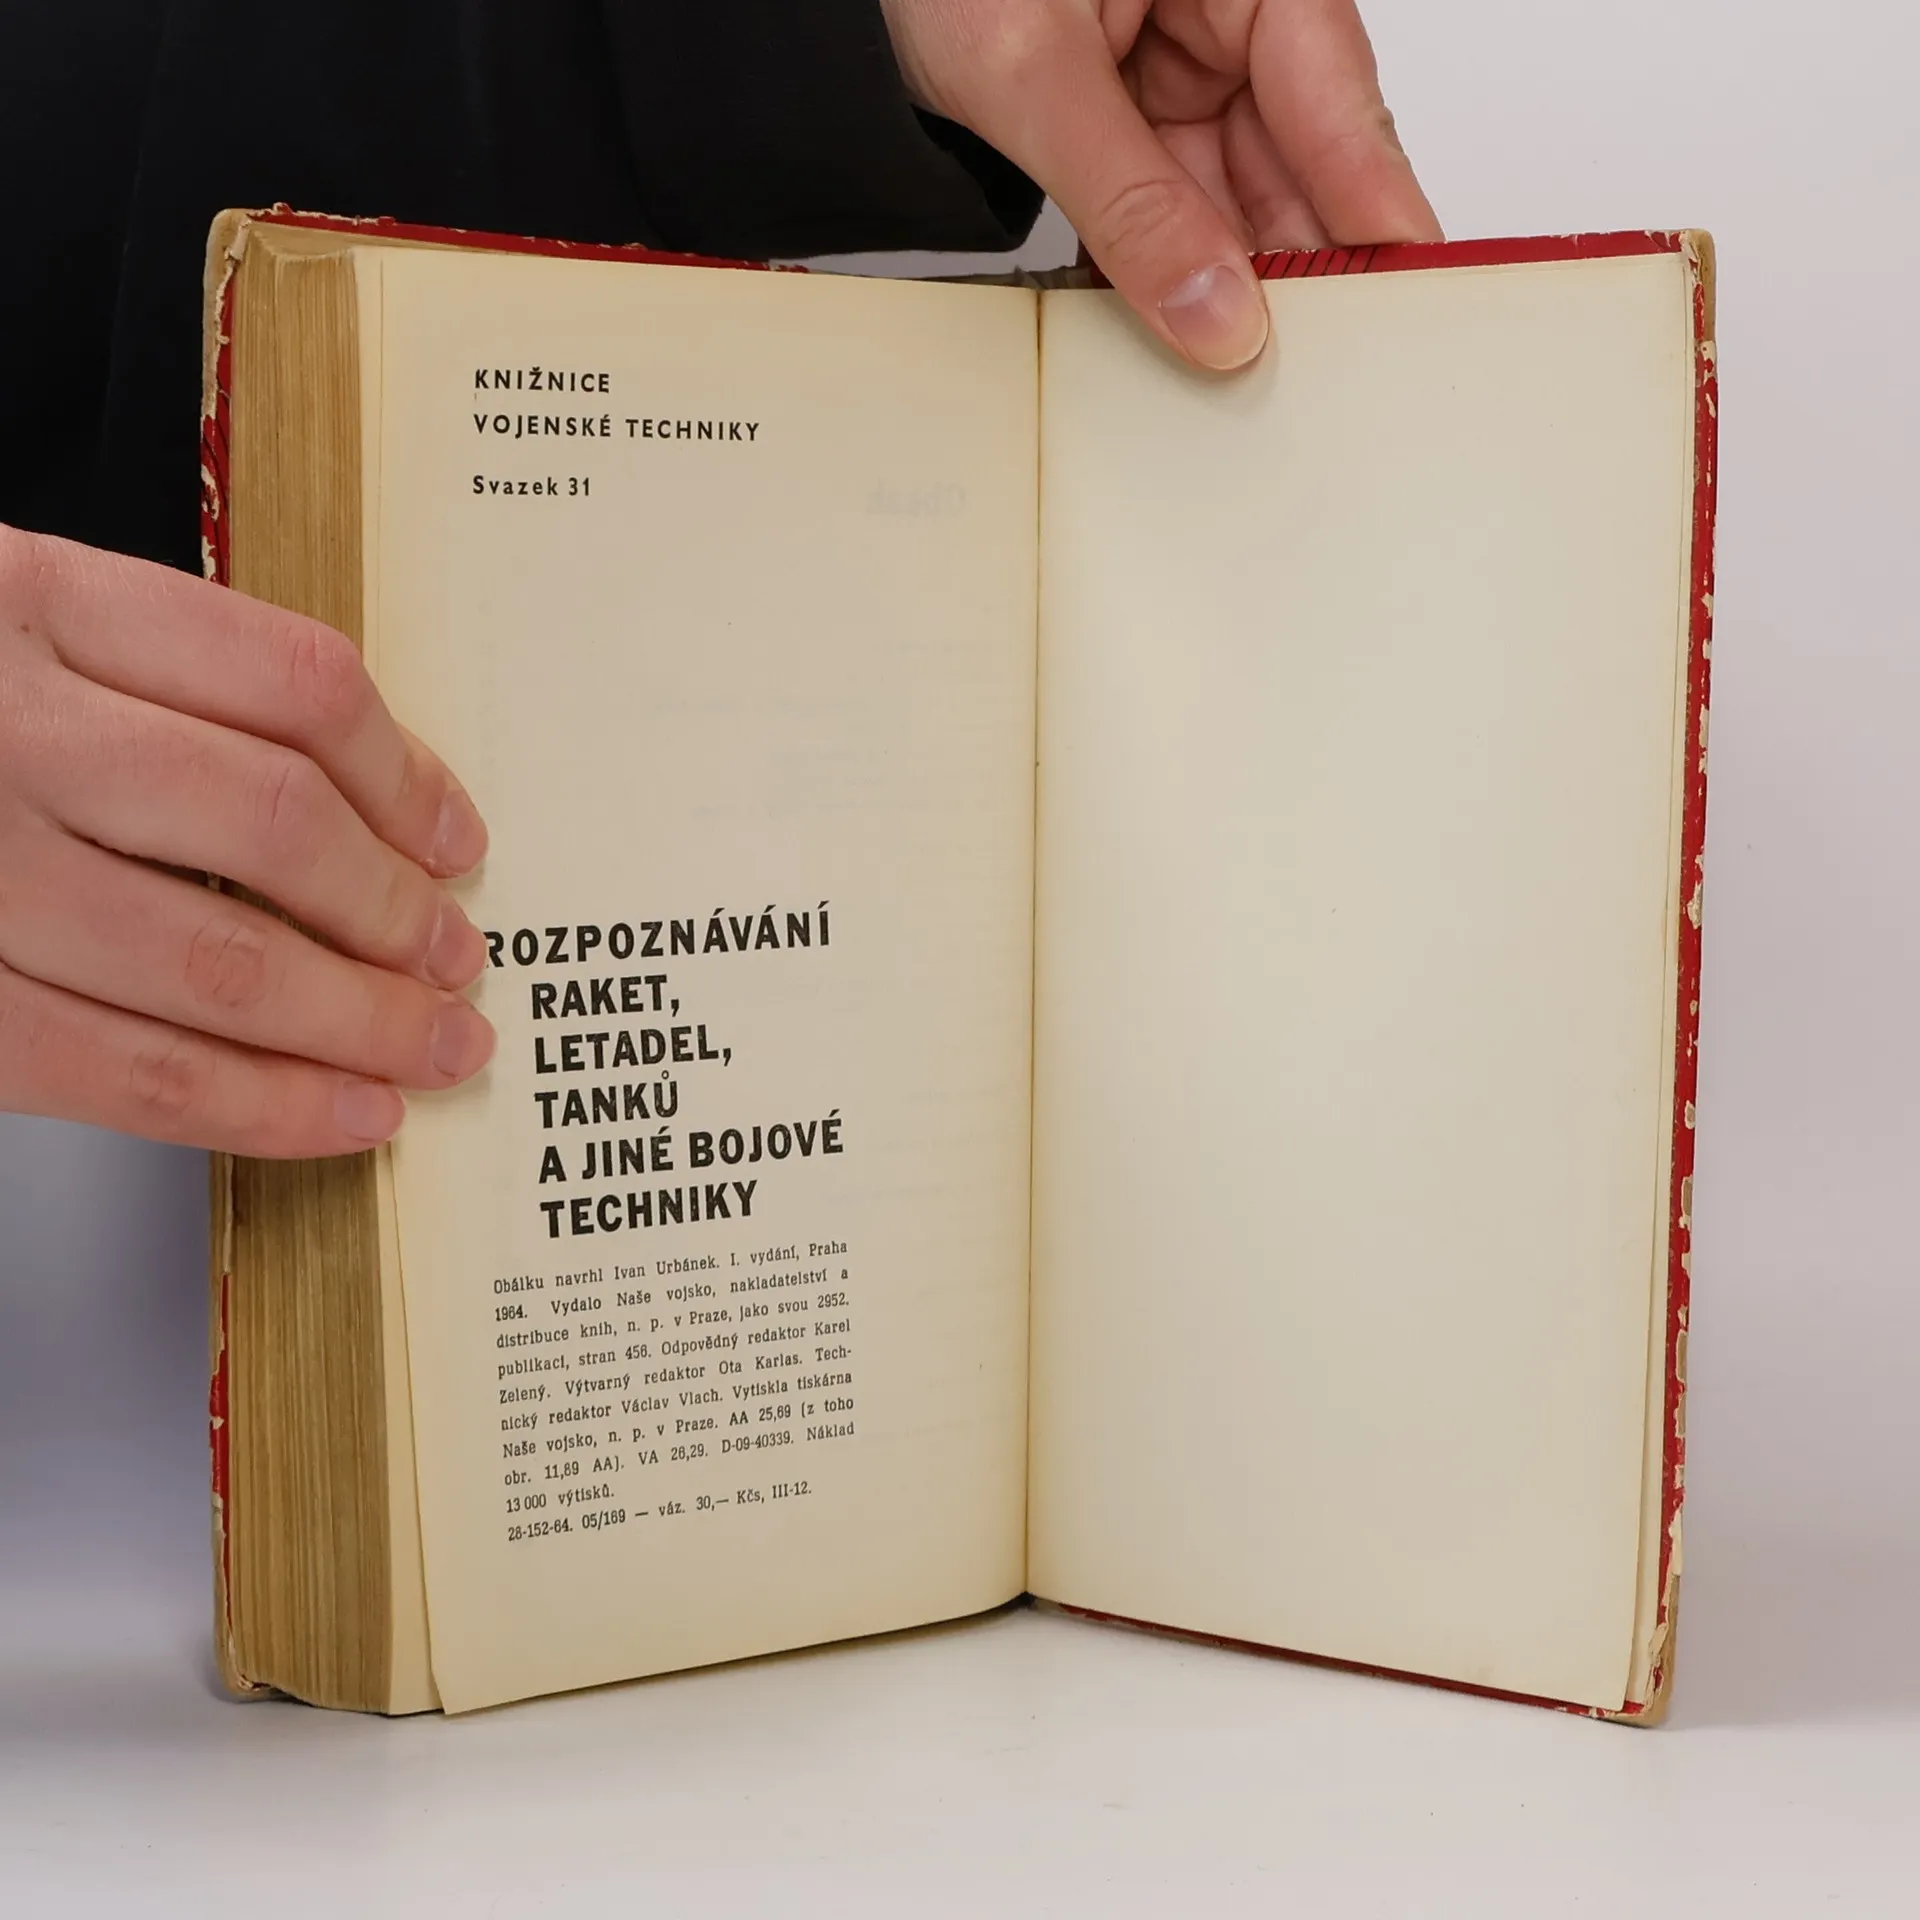 KNIŽNICE
VOJENSKÉ TECHNIKY
Svazek 31
ROZPOZNÁVÁNÍ
RAKET,
LETADEL,
TANKŮ
A JINÉ BOJOVÉ
TECHNIKY
Obálku navrhl Ivan Urbánek. I. vydání, Praha
1964. Vydalo Naše vojsko, nakladatelství a
distribuce knih, n. p. v Praze, jako svou 2952.
publikaci, stran 456. Odpovědný redaktor Karel
Zelený. Výtvarný redaktor Ota Karlas. Tech-
nický redaktor Václav Vlach. Vytiskla tiskárna
Naše vojsko, n. p. v Praze. AA 25,69 (z toho
obr. 11,89 AA). VA 26,29. D-09-40339. Náklad
13 000 výtisků.
28-152-64. 05/169 — váz. 30,— Kčs, III-12.